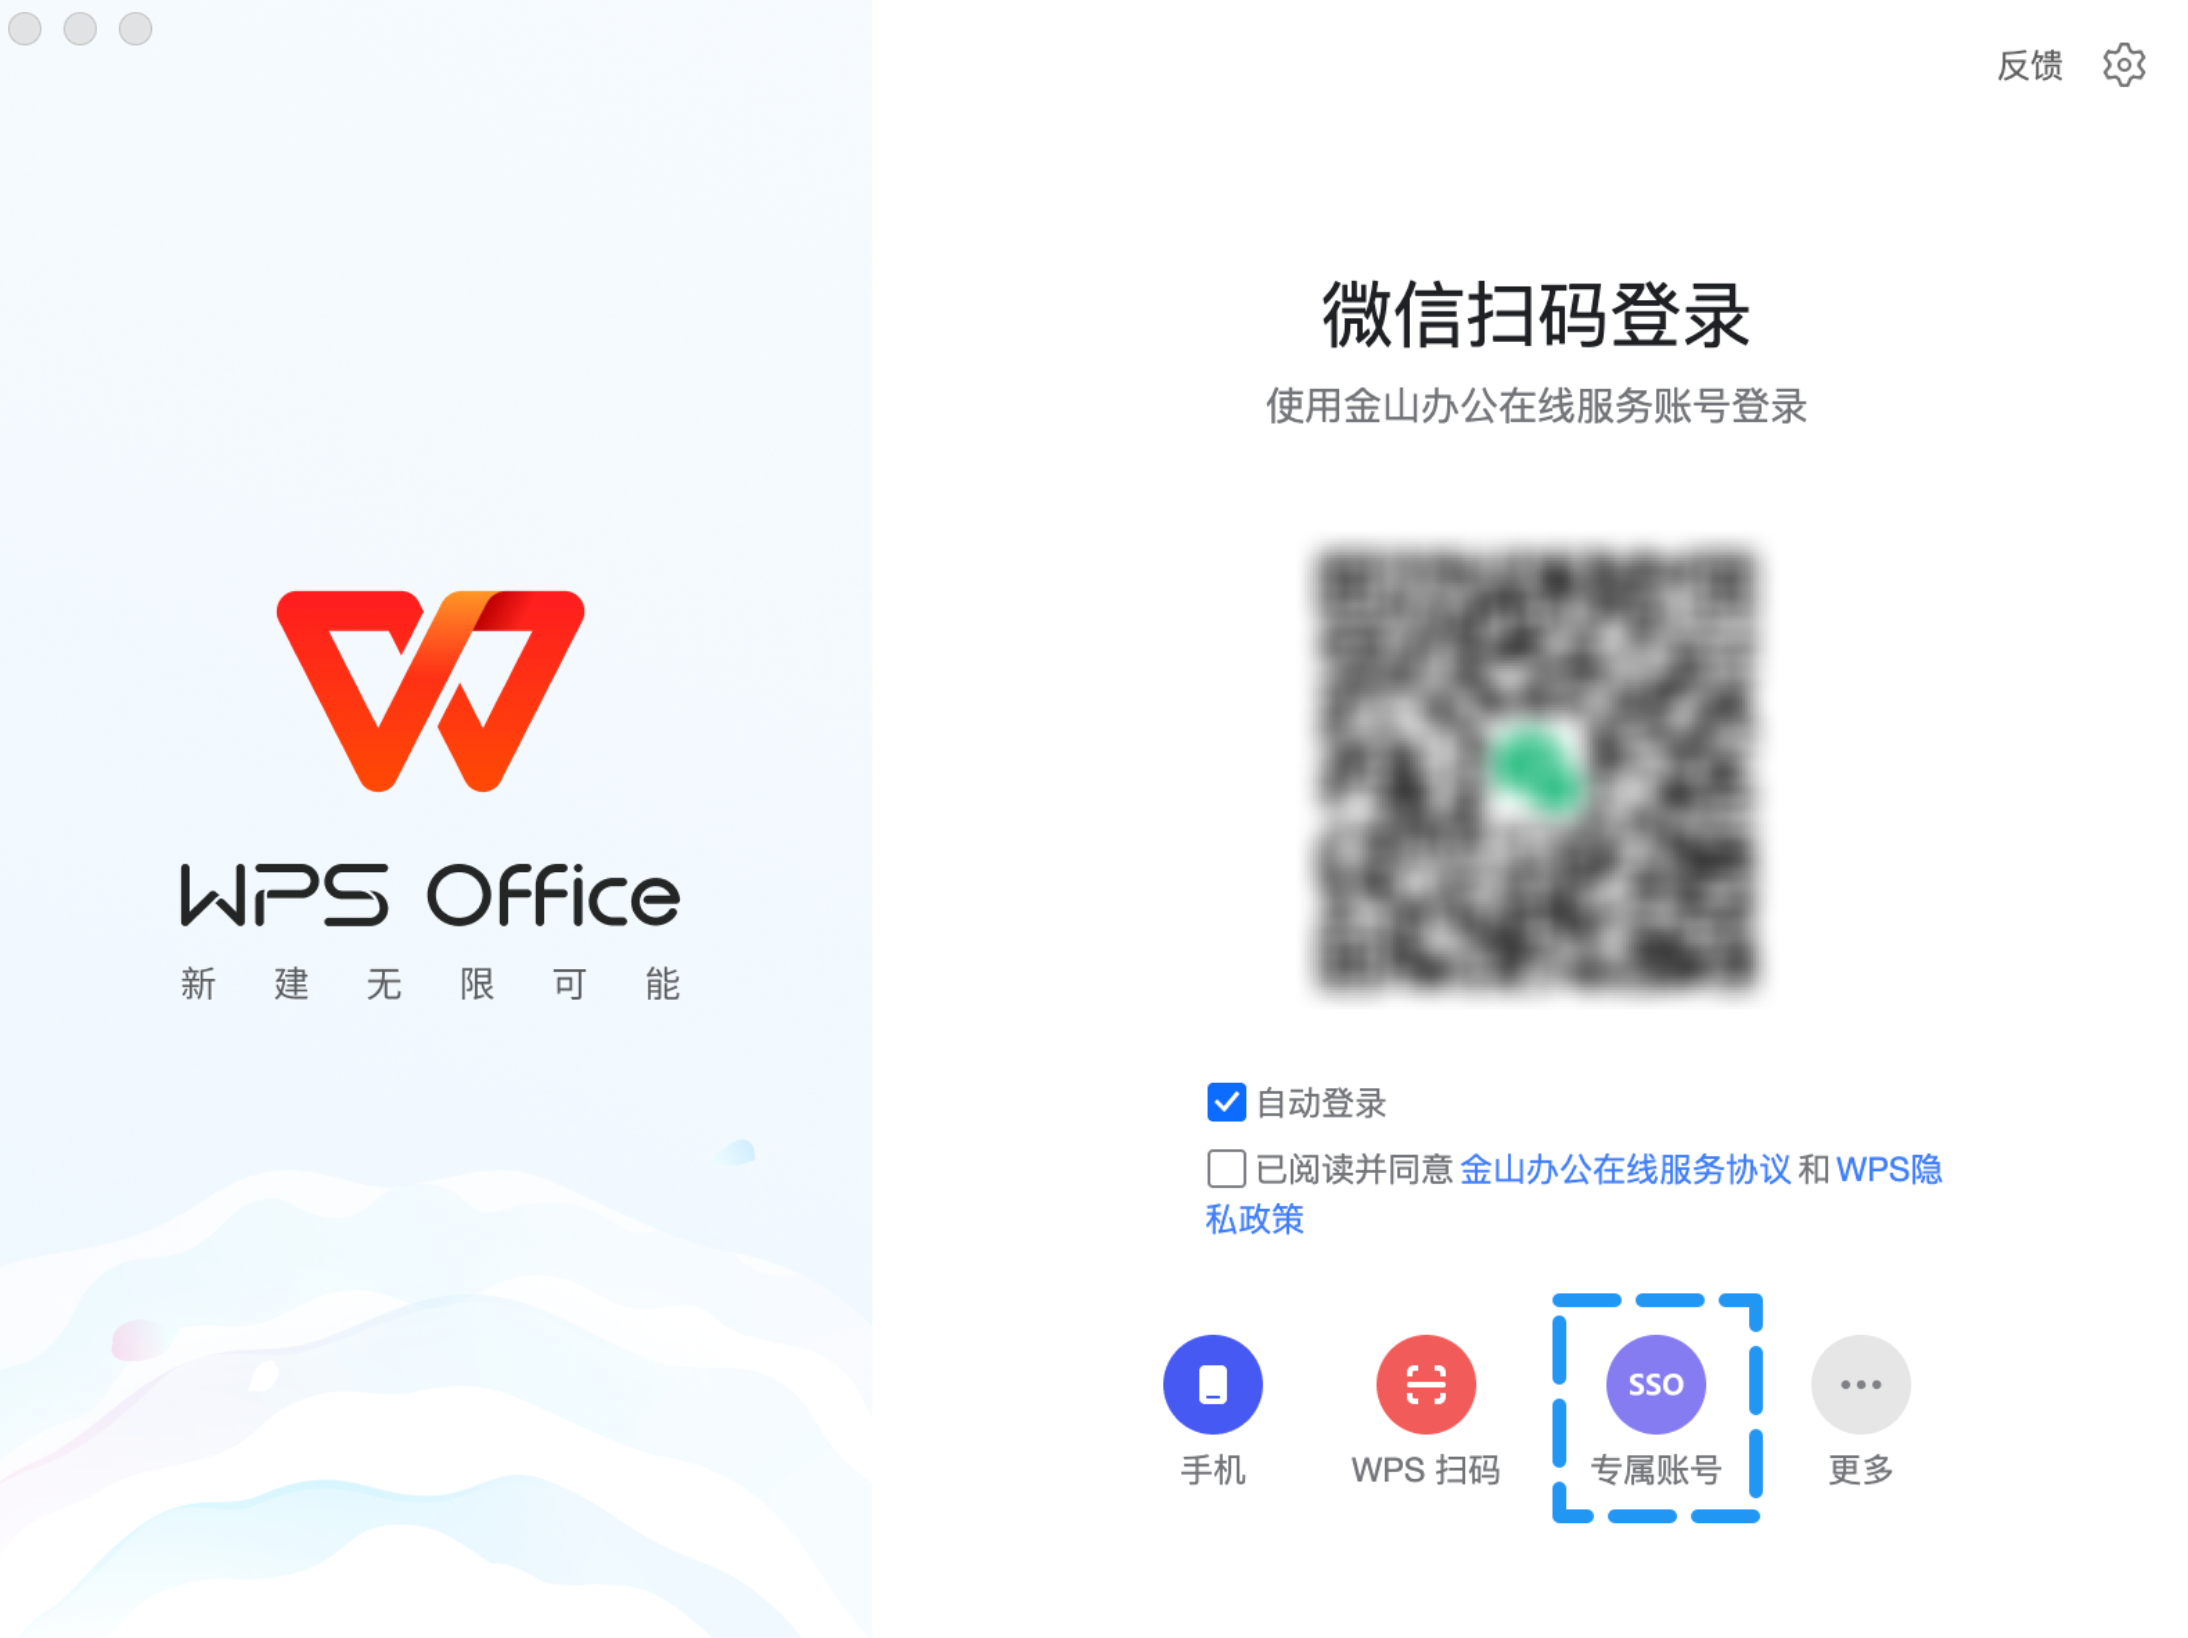 反馈
微信扫码登录
使用金山办公在线服务账号登录
WPS Office
新建无限可能
自动登录
已阅读并同意 金山办公在线服务协议 和 WPS隐
私政策
SSO
手机 WPS 扫码 专属账号 更多